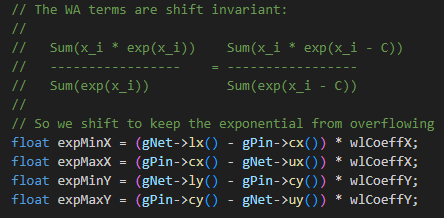 // The WA terms are shift invariant:
//
//   Sum(x_i * exp(x_i))    Sum(x_i * exp(x_i - C))
//   -----------------    = -----------------
//   Sum(exp(x_i))          Sum(exp(x_i - C))
//
// So we shift to keep the exponential from overflowing
float expMinX = (gNet->lx() - gPin->cx()) * wlCoeffX;
float expMaxX = (gPin->cx() - gNet->ux()) * wlCoeffX;
float expMinY = (gNet->ly() - gPin->cy()) * wlCoeffY;
float expMaxY = (gPin->cy() - gNet->uy()) * wlCoeffY;